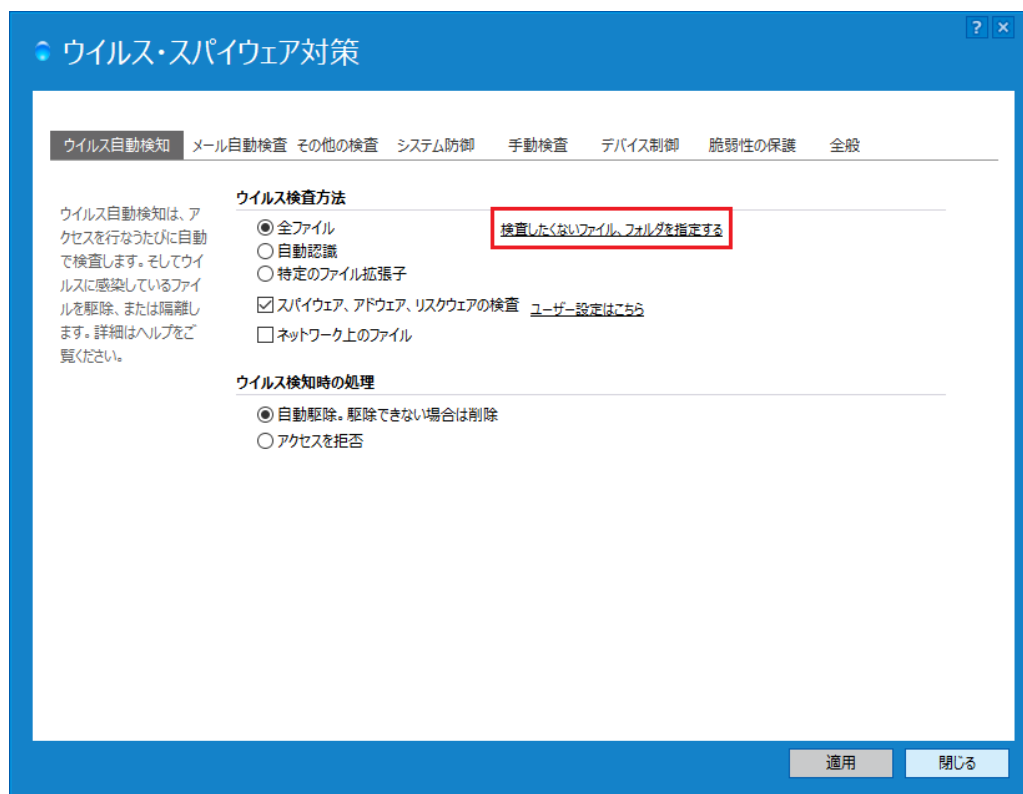 ウイルス・スパイウェア対策
? ×
ウイルス自動検知 メール自動検査 その他の検査 システム防御 手動検査 デバイス制御 脆弱性の保護 全般
ウイルス自動検知は、ア
クセスを行なうたびに自動
で検査します。そしてウイ
ルスに感染しているファイ
ルを駆除、または隔離し
ます。詳細はヘルプをご
覧ください。
ウイルス検査方法
全ファイル 検査したくないファイル、フォルダを指定する
自動認識
特定のファイル拡張子
スパイウェア、アドウェア、リスクウェアの検査 ユーザー設定はこちら
ネットワーク上のファイル
ウイルス検知時の処理
自動駆除。駆除できない場合は削除
アクセスを拒否
適用 閉じる